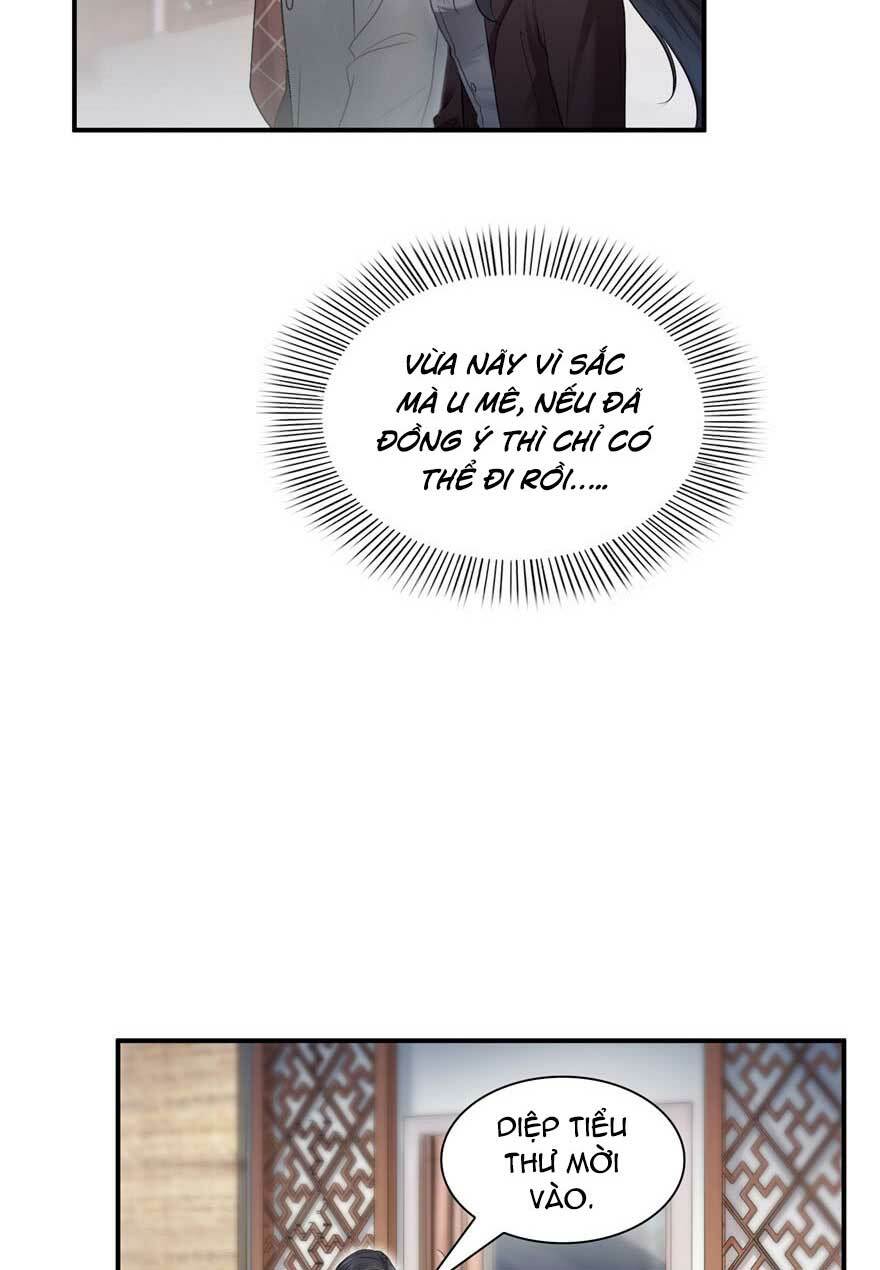 VỪA NÃY VÌ SẮC
MÀ U MÊ, NẾU ĐÃ
ĐỒNG Ý THÌ CHỈ CÓ
THỂ ĐI RỒI.....
DIỆP TIỂU
THƯ MỜI
VÀO.